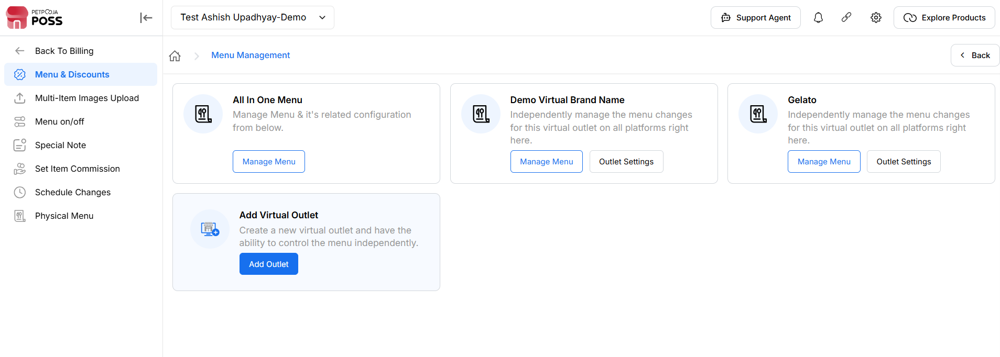 PETPOOJA
POSS
Test Ashish Upadhyay-Demo
Support Agent
Explore Products
Back To Billing
Menu & Discounts
Multi-Item Images Upload
Menu on/off
Special Note
Set Item Commission
Schedule Changes
Physical Menu
Menu Management
Back
All In One Menu
Manage Menu & it's related configuration
from below.
Manage Menu
Demo Virtual Brand Name
Independently manage the menu changes
for this virtual outlet on all platforms right
here.
Manage Menu
Outlet Settings
Gelato
Independently manage the menu changes
for this virtual outlet on all platforms right
here.
Manage Menu
Outlet Settings
Add Virtual Outlet
Create a new virtual outlet and have the
ability to control the menu independently.
Add Outlet